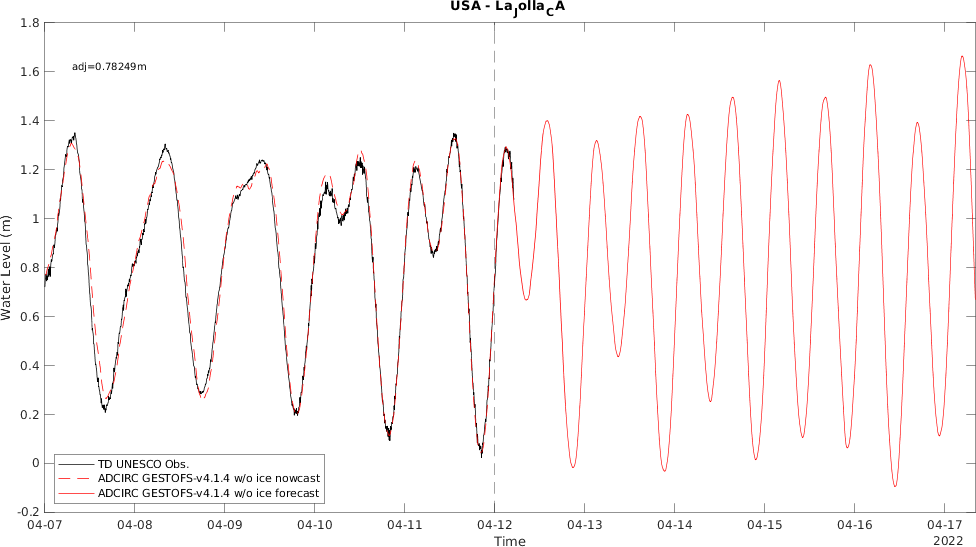 USA - LaJollaCA
adj=0.78249m
Water Level (m)
1.8
1.6
1.4
1.2
1
0.8
0.6
0.4
0.2
0
-0.2
TD UNESCO Obs.
ADCIRC GESTOFS-v4.1.4 w/o ice nowcast
ADCIRC GESTOFS-v4.1.4 w/o ice forecast
04-07 04-08 04-09 04-10 04-11 04-12 04-13 04-14 04-15 04-16 04-17
Time
2022